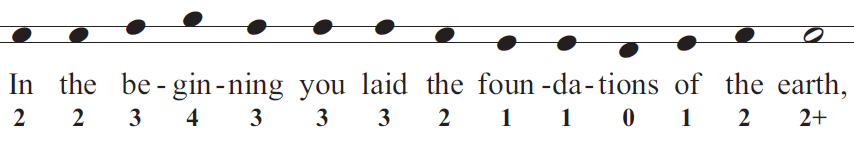 In the be - gin - ning you laid the foun - da - tions of the earth,
2 2 3 4 3 3 3 2 1 1 0 1 2 2+